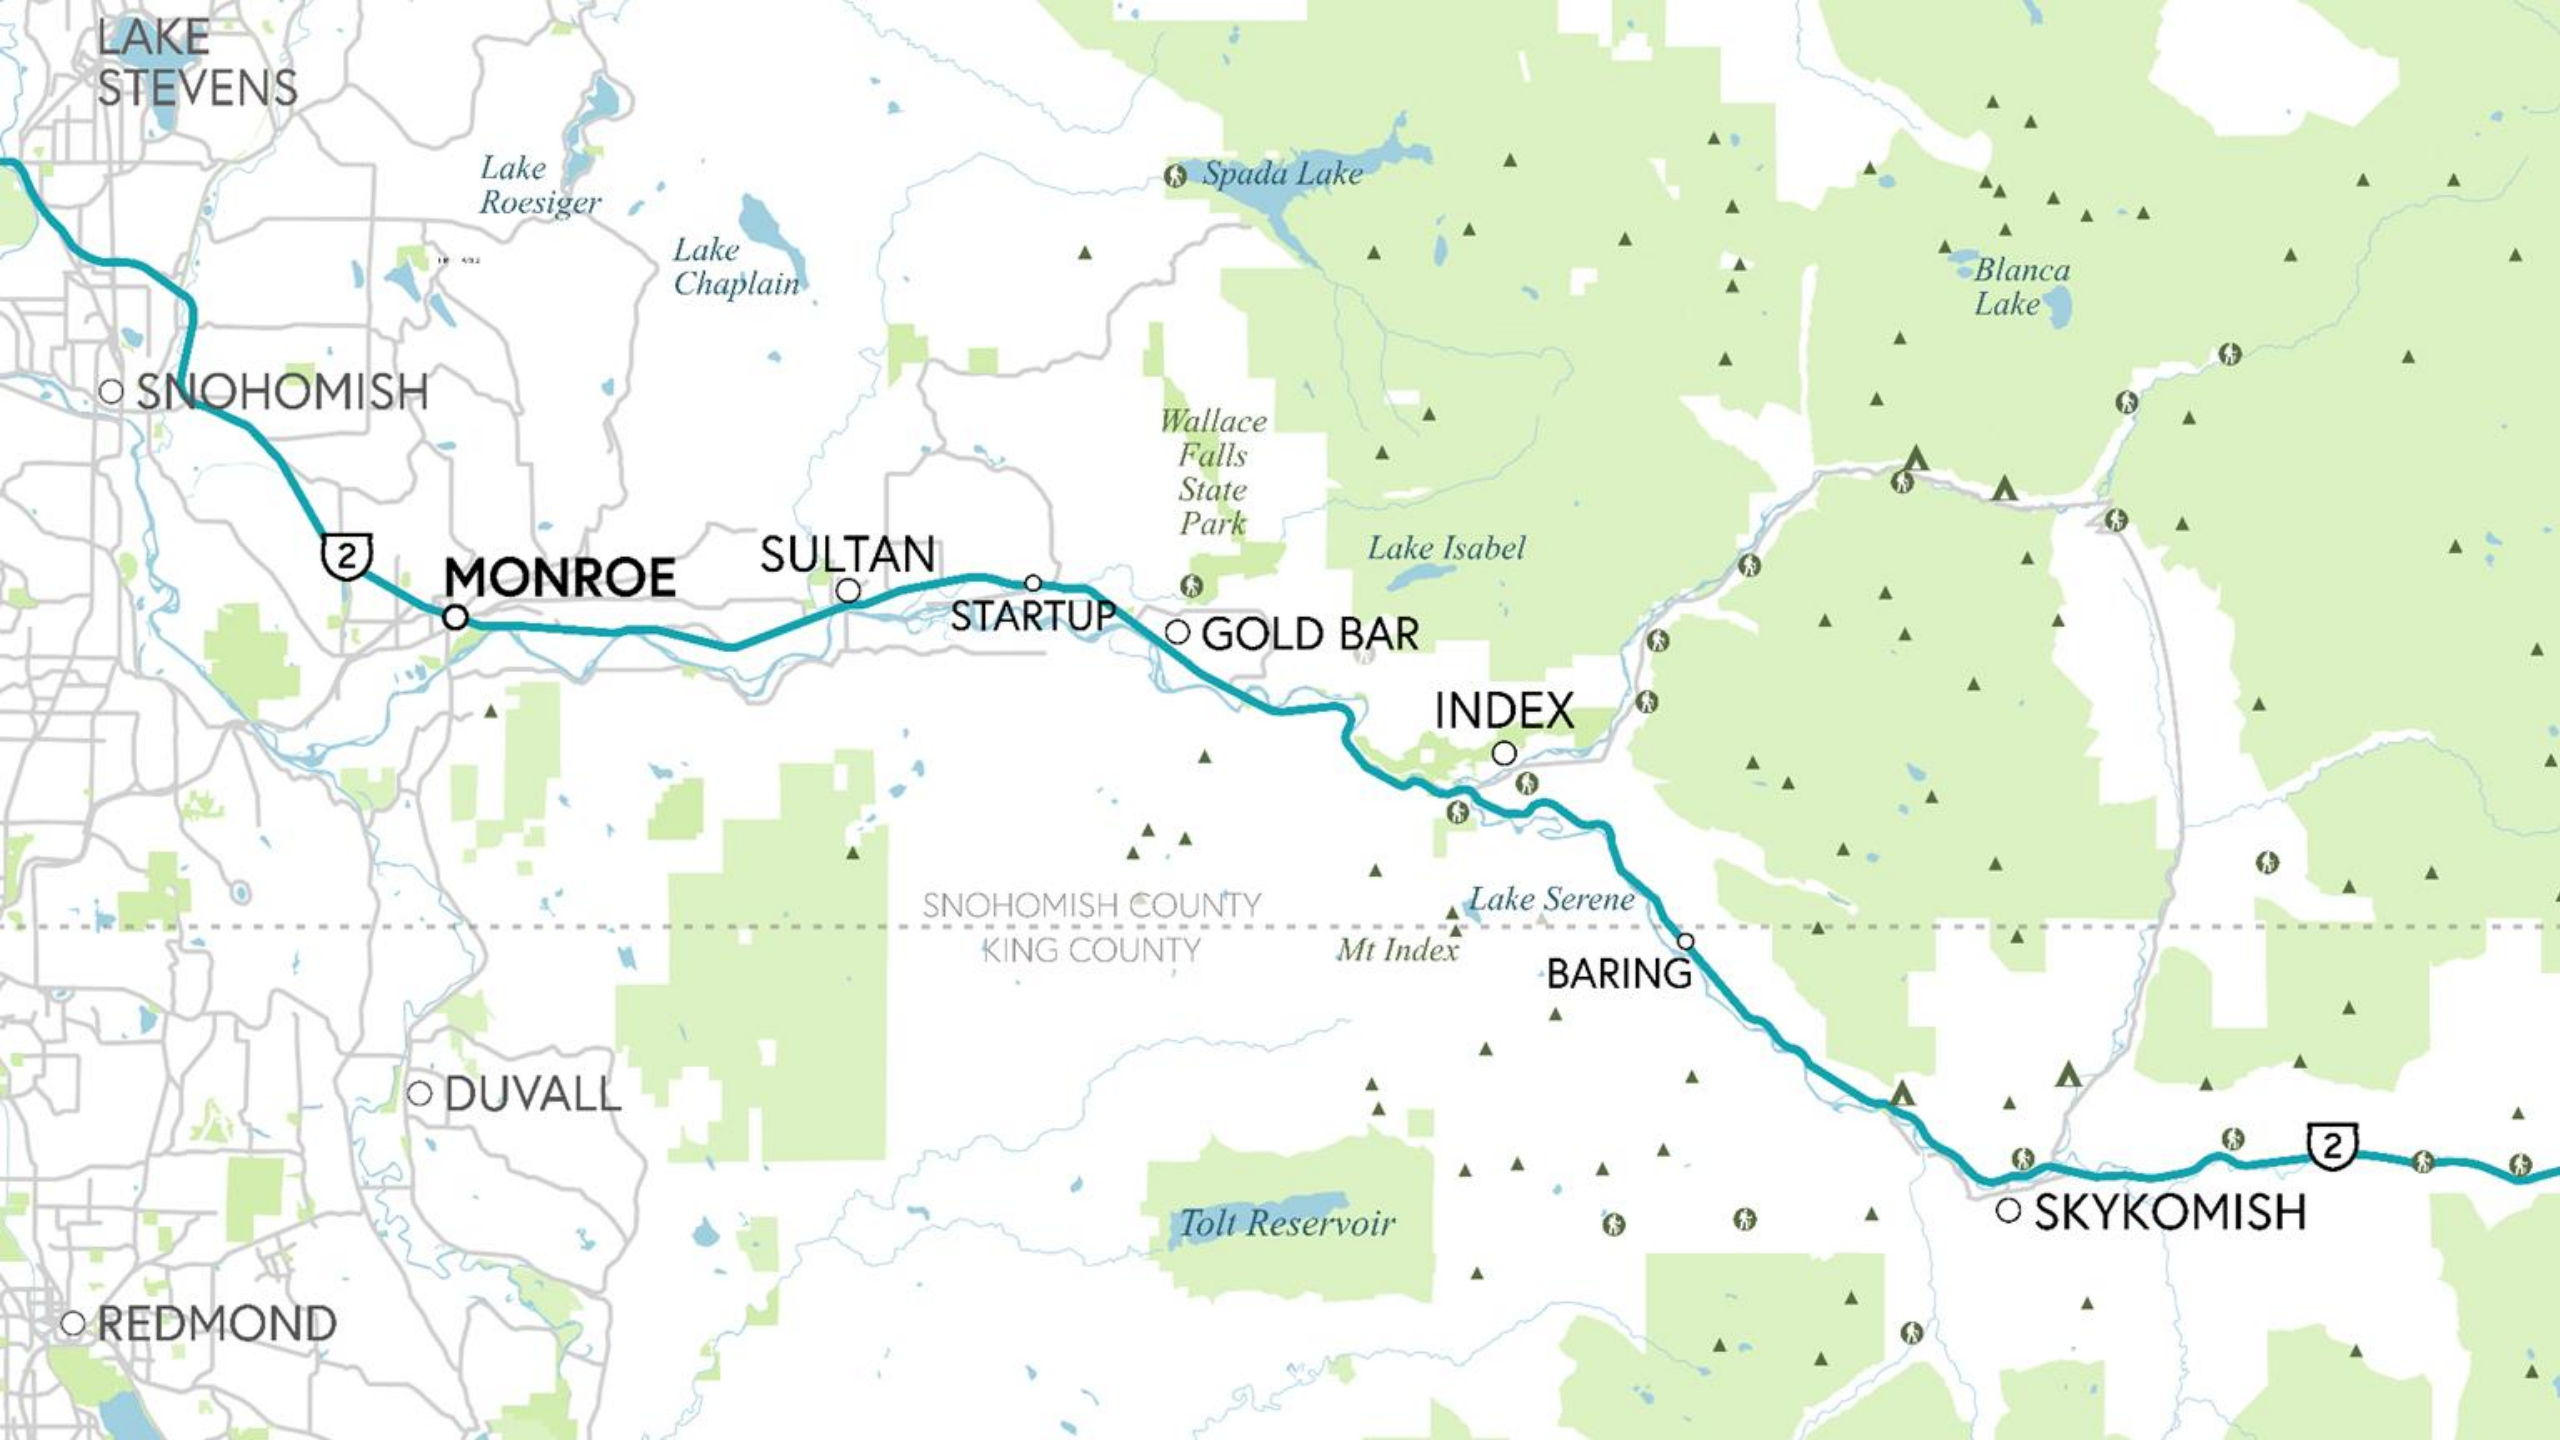 LAKE
STEVENS
Lake
Roesiger
Spada Lake
Lake
Chaplain
Blanca
Lake
SNOHOMISH
Wallace
Falls
State
Park
2
MONROE
SULTAN
Lake Isabel
STARTUP
GOLD BAR
INDEX
SNOHOMISH COUNTY
KING COUNTY
Lake Serene
Mt Index
BARING
DUVALL
2
SKYKOMISH
Tolt Reservoir
REDMOND